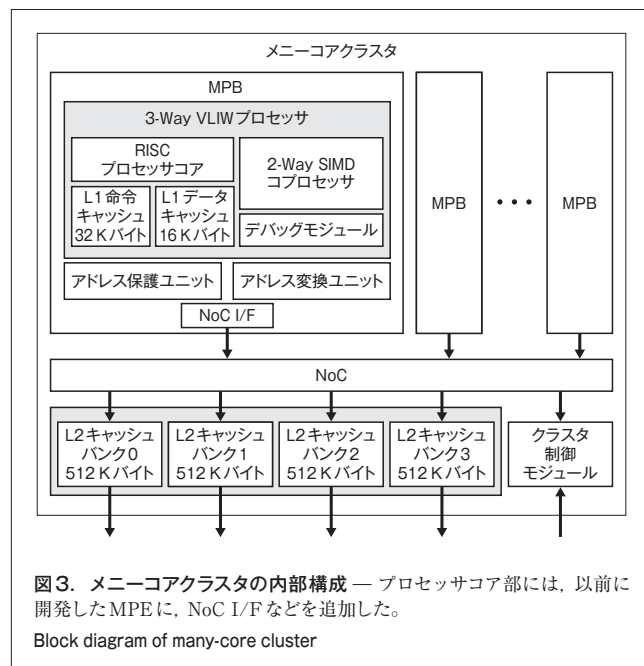 メニーコアクラスタ
MPB
3-Way VLIWプロセッサ
RISC
プロセッサコア
2-Way SIMD
コプロセッサ
L1命令
キャッシュ
32Kバイト
L1データ
キャッシュ
16Kバイト
デバッグモジュール
アドレス保護ユニット
アドレス変換ユニット
NoC I/F
MPB
•••
MPB
NoC
L2キャッシュ
バンク0
512Kバイト
L2キャッシュ
バンク1
512Kバイト
L2キャッシュ
バンク2
512Kバイト
L2キャッシュ
バンク3
512Kバイト
クラスタ
制御
モジュール
図3. メニーコアクラスタの内部構成 — プロセッサコア部には, 以前に
開発したMPEに, NoC I/Fなどを追加した。
Block diagram of many-core cluster